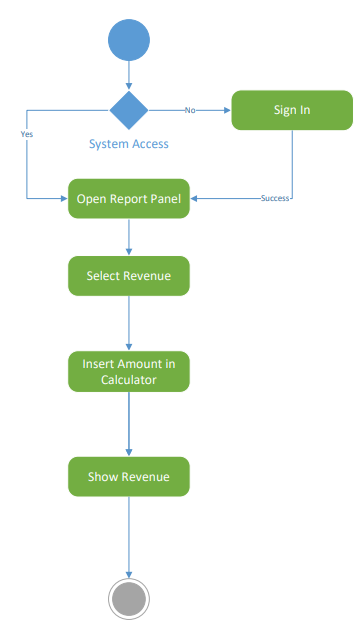 No
Sign In
Yes
System Access
Open Report Panel
Success
Select Revenue
Insert Amount in
Calculator
Show Revenue